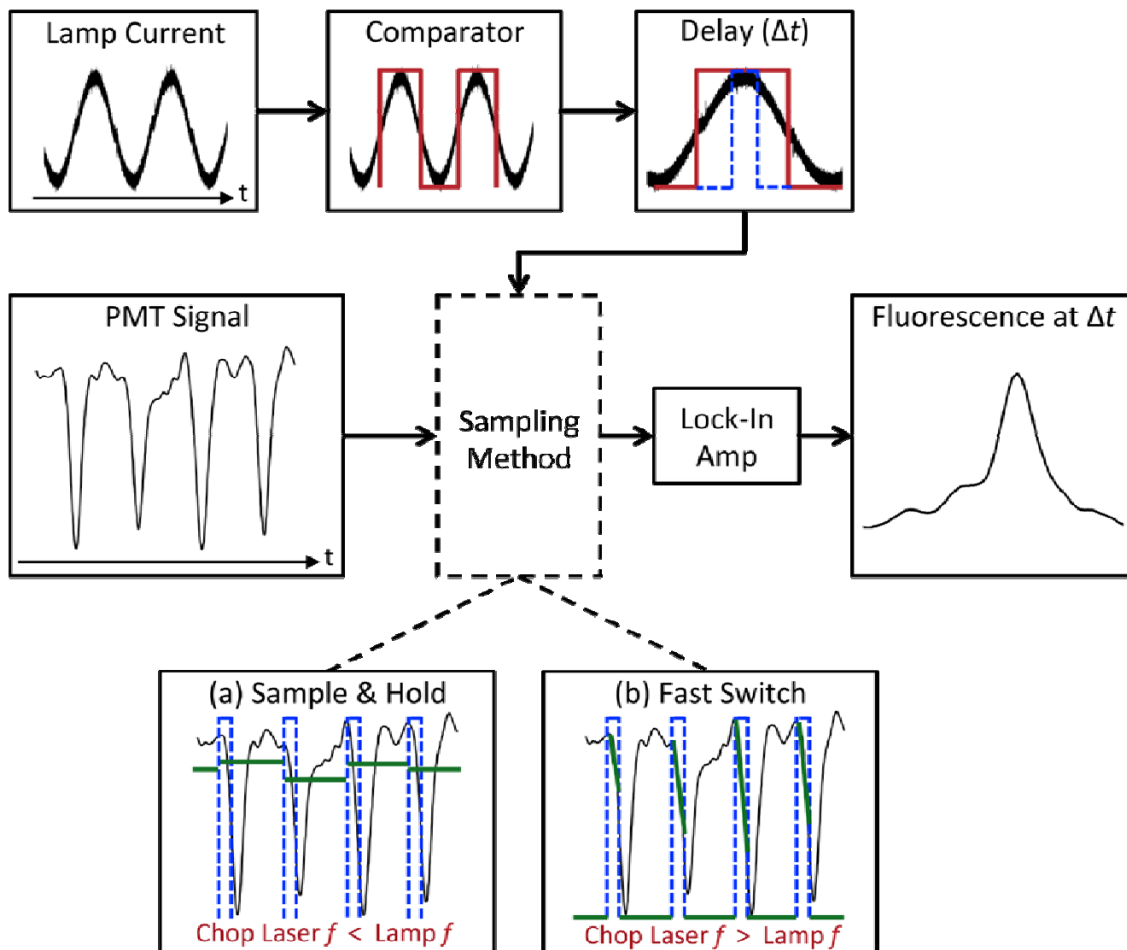 Lamp Current
t
Comparator
Delay (Δt)
PMT Signal
t
Sampling
Method
Lock-In
Amp
Fluorescence at Δt
(a) Sample & Hold
Chop Laser f < Lamp f
(b) Fast Switch
Chop Laser f > Lamp f